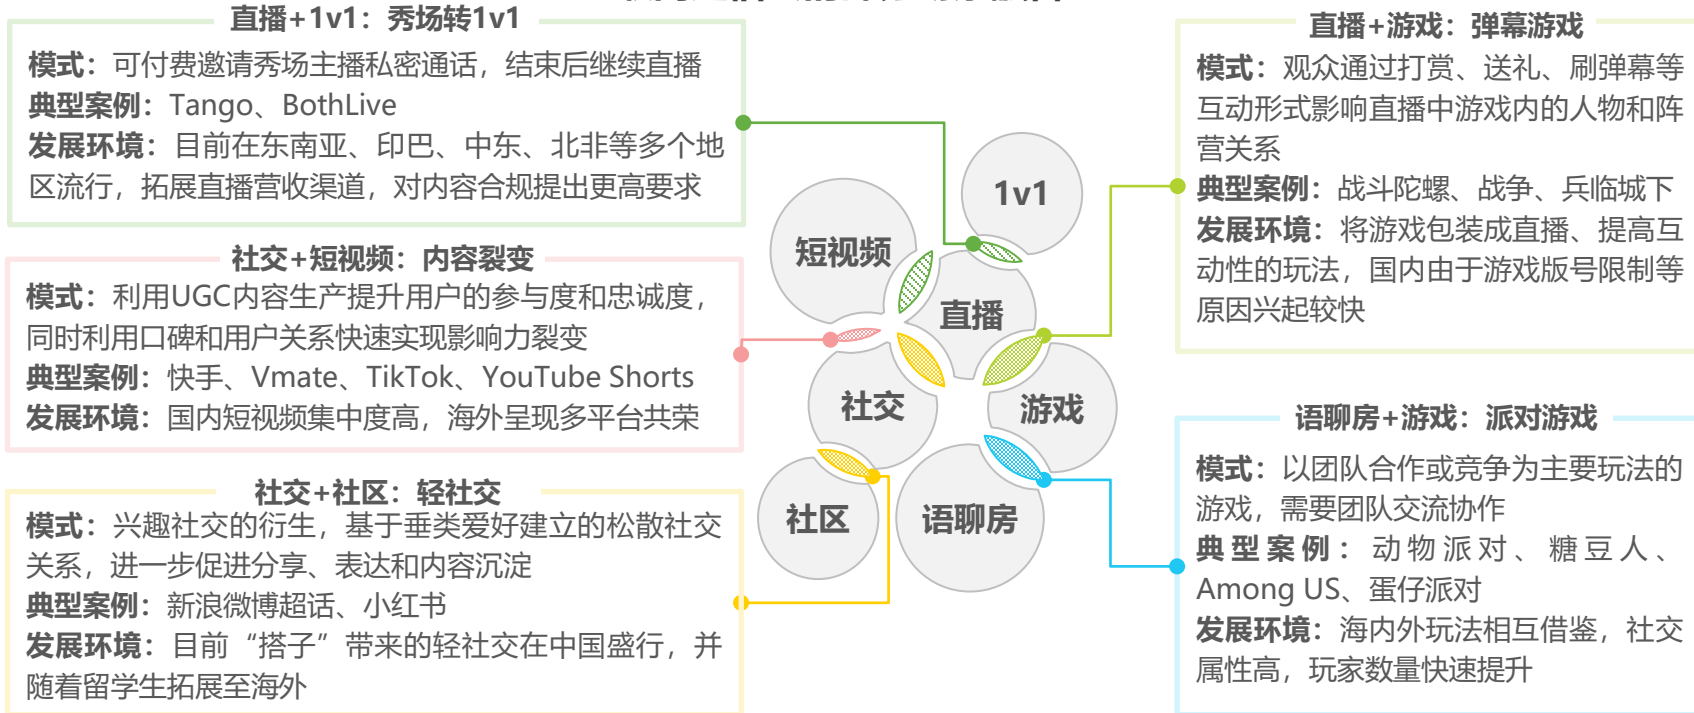 直播+1v1：秀场转1v1
模式：可付费邀请秀场主播私密通话，结束后继续直播
典型案例：Tango、BothLive
发展环境：目前在东南亚、印巴、中东、北非等多个地
区流行，拓展直播营收渠道，对内容合规提出更高要求
社交+短视频：内容裂变
模式：利用UGC内容生产提升用户的参与度和忠诚度，
同时利用口碑和用户关系快速实现影响力裂变
典型案例：快手、Vmate、TikTok、YouTube Shorts
发展环境：国内短视频集中度高，海外呈现多平台共荣
社交+社区：轻社交
模式：兴趣社交的衍生，基于垂类爱好建立的松散社交
关系，进一步促进分享、表达和内容沉淀
典型案例：新浪微博超话、小红书
发展环境：目前“搭子”带来的轻社交在中国盛行，并
随着留学生拓展至海外
1v1
短视频
直播
社交
游戏
社区
语聊房
直播+游戏：弹幕游戏
模式：观众通过打赏、送礼、刷弹幕等
互动形式影响直播中游戏内的人物和阵
营关系
典型案例：战斗陀螺、战争、兵临城下
发展环境：将游戏包装成直播、提高互
动性的玩法，国内由于游戏版号限制等
原因兴起较快
语聊房+游戏：派对游戏
模式：以团队合作或竞争为主要玩法的
游戏，需要团队交流协作
典型案例：动物派对、糖豆人、
Among US、蛋仔派对
发展环境：海内外玩法相互借鉴，社交
属性高，玩家数量快速提升